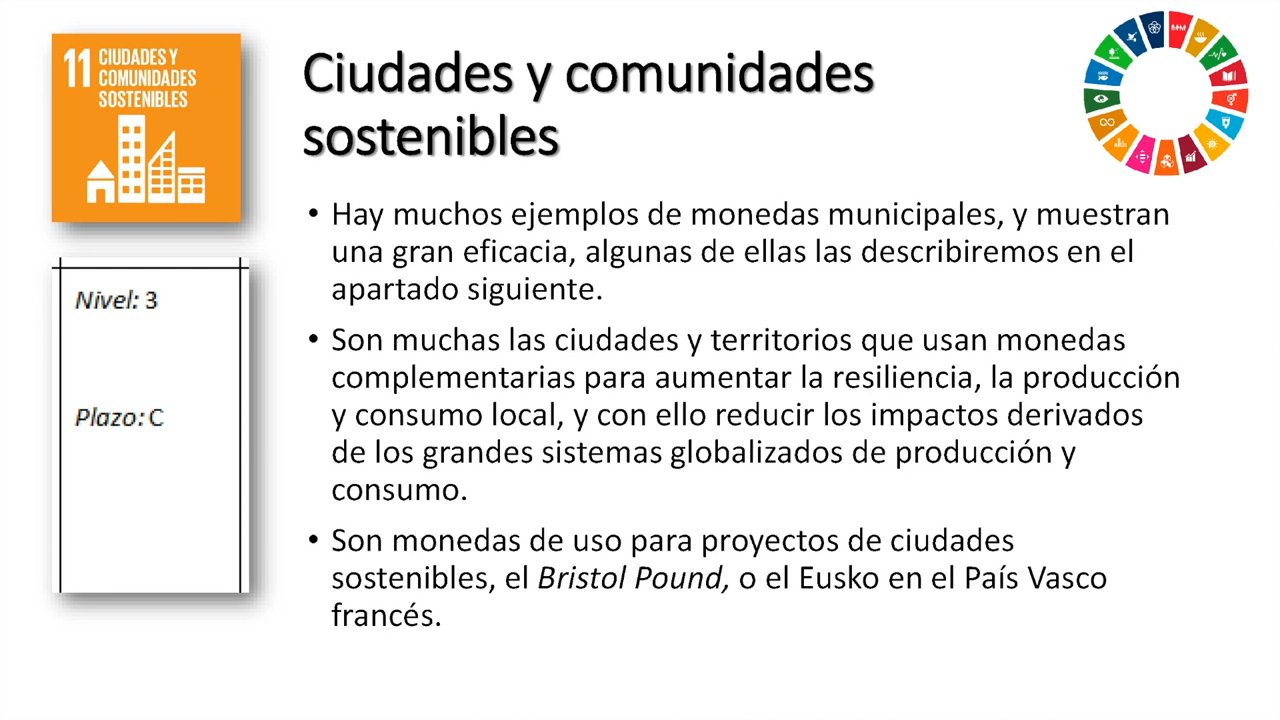 11 CIUDADES Y
COMUNIDADES
SOSTENIBLES
Ciudades y comunidades
sostenibles
Nivel: 3
Plazo: C
• Hay muchos ejemplos de monedas municipales, y muestran
una gran eficacia, algunas de ellas las describiremos en el
apartado siguiente.
• Son muchas las ciudades y territorios que usan monedas
complementarias para aumentar la resiliencia, la producción
y consumo local, y con ello reducir los impactos derivados
de los grandes sistemas globalizados de producción y
consumo.
• Son monedas de uso para proyectos de ciudades
sostenibles, el Bristol Pound, o el Eusko en el País Vasco
francés.